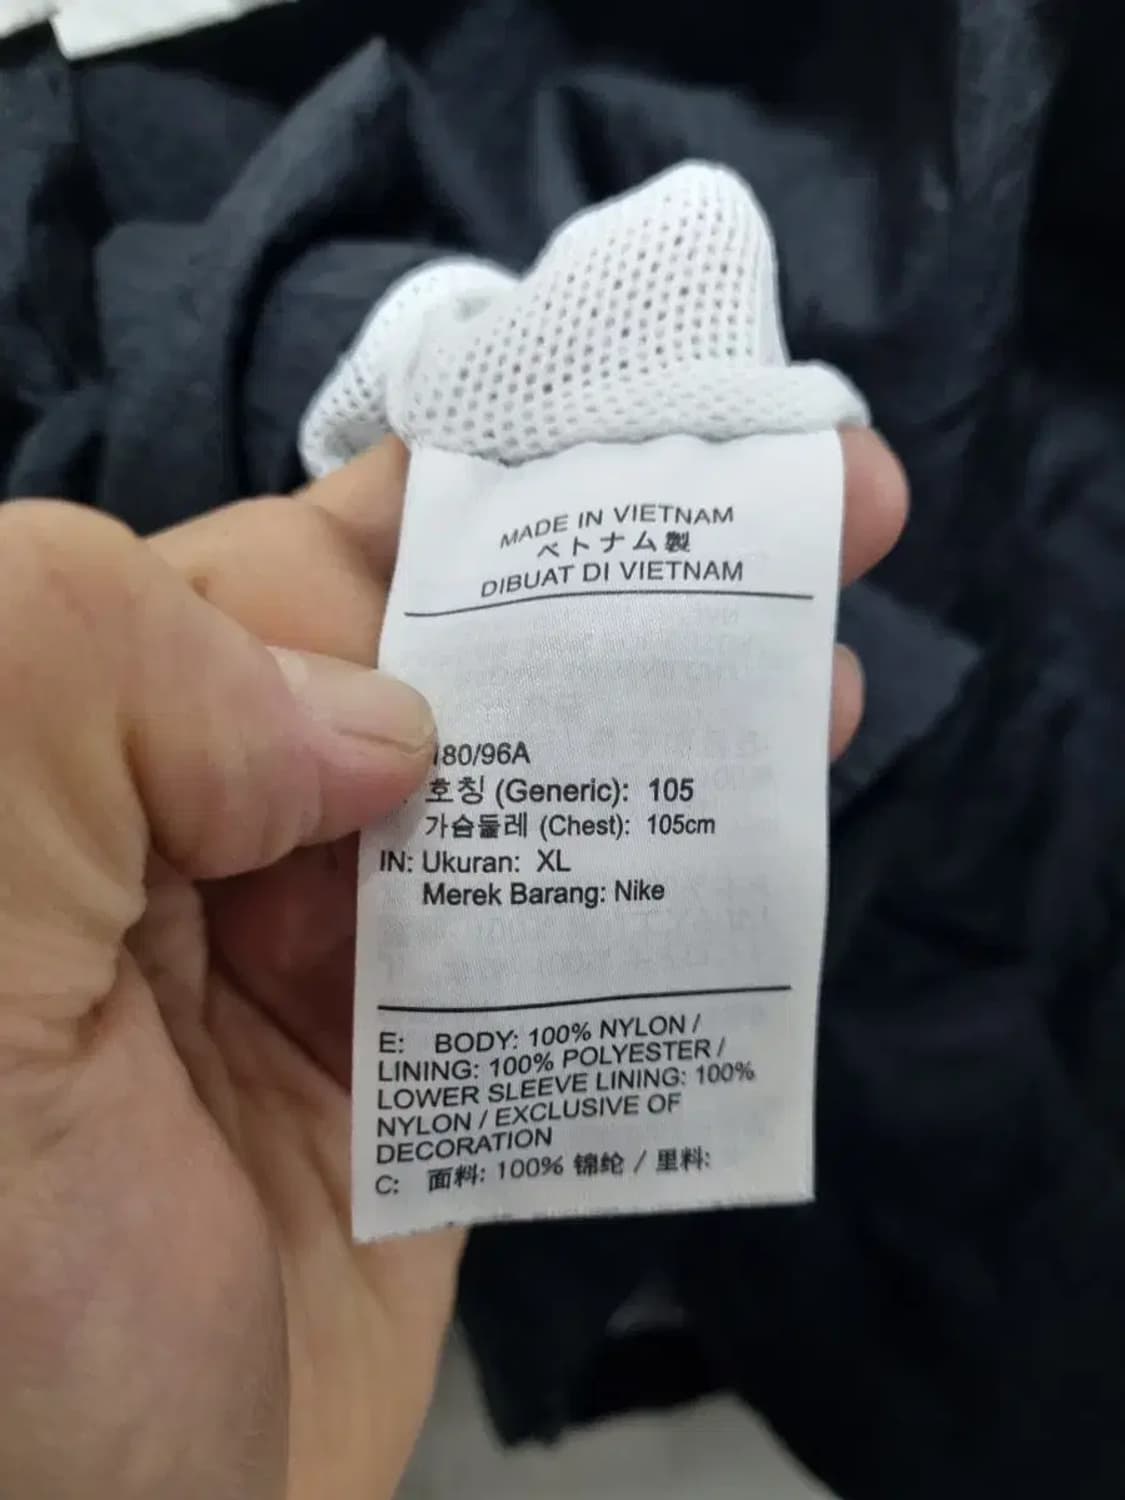 MADE IN VIETNAM
ベトナム製
DIBUAT DI VIETNAM
180/96A
호칭 (Generic): 105
가슴둘레 (Chest): 105cm
IN: Ukuran: XL
Merek Barang: Nike
E: BODY: 100% NYLON /
LINING: 100% POLYESTER /
LOWER SLEEVE LINING: 100%
NYLON / EXCLUSIVE OF
DECORATION
C: 面料: 100% 锦纶 / 里料: